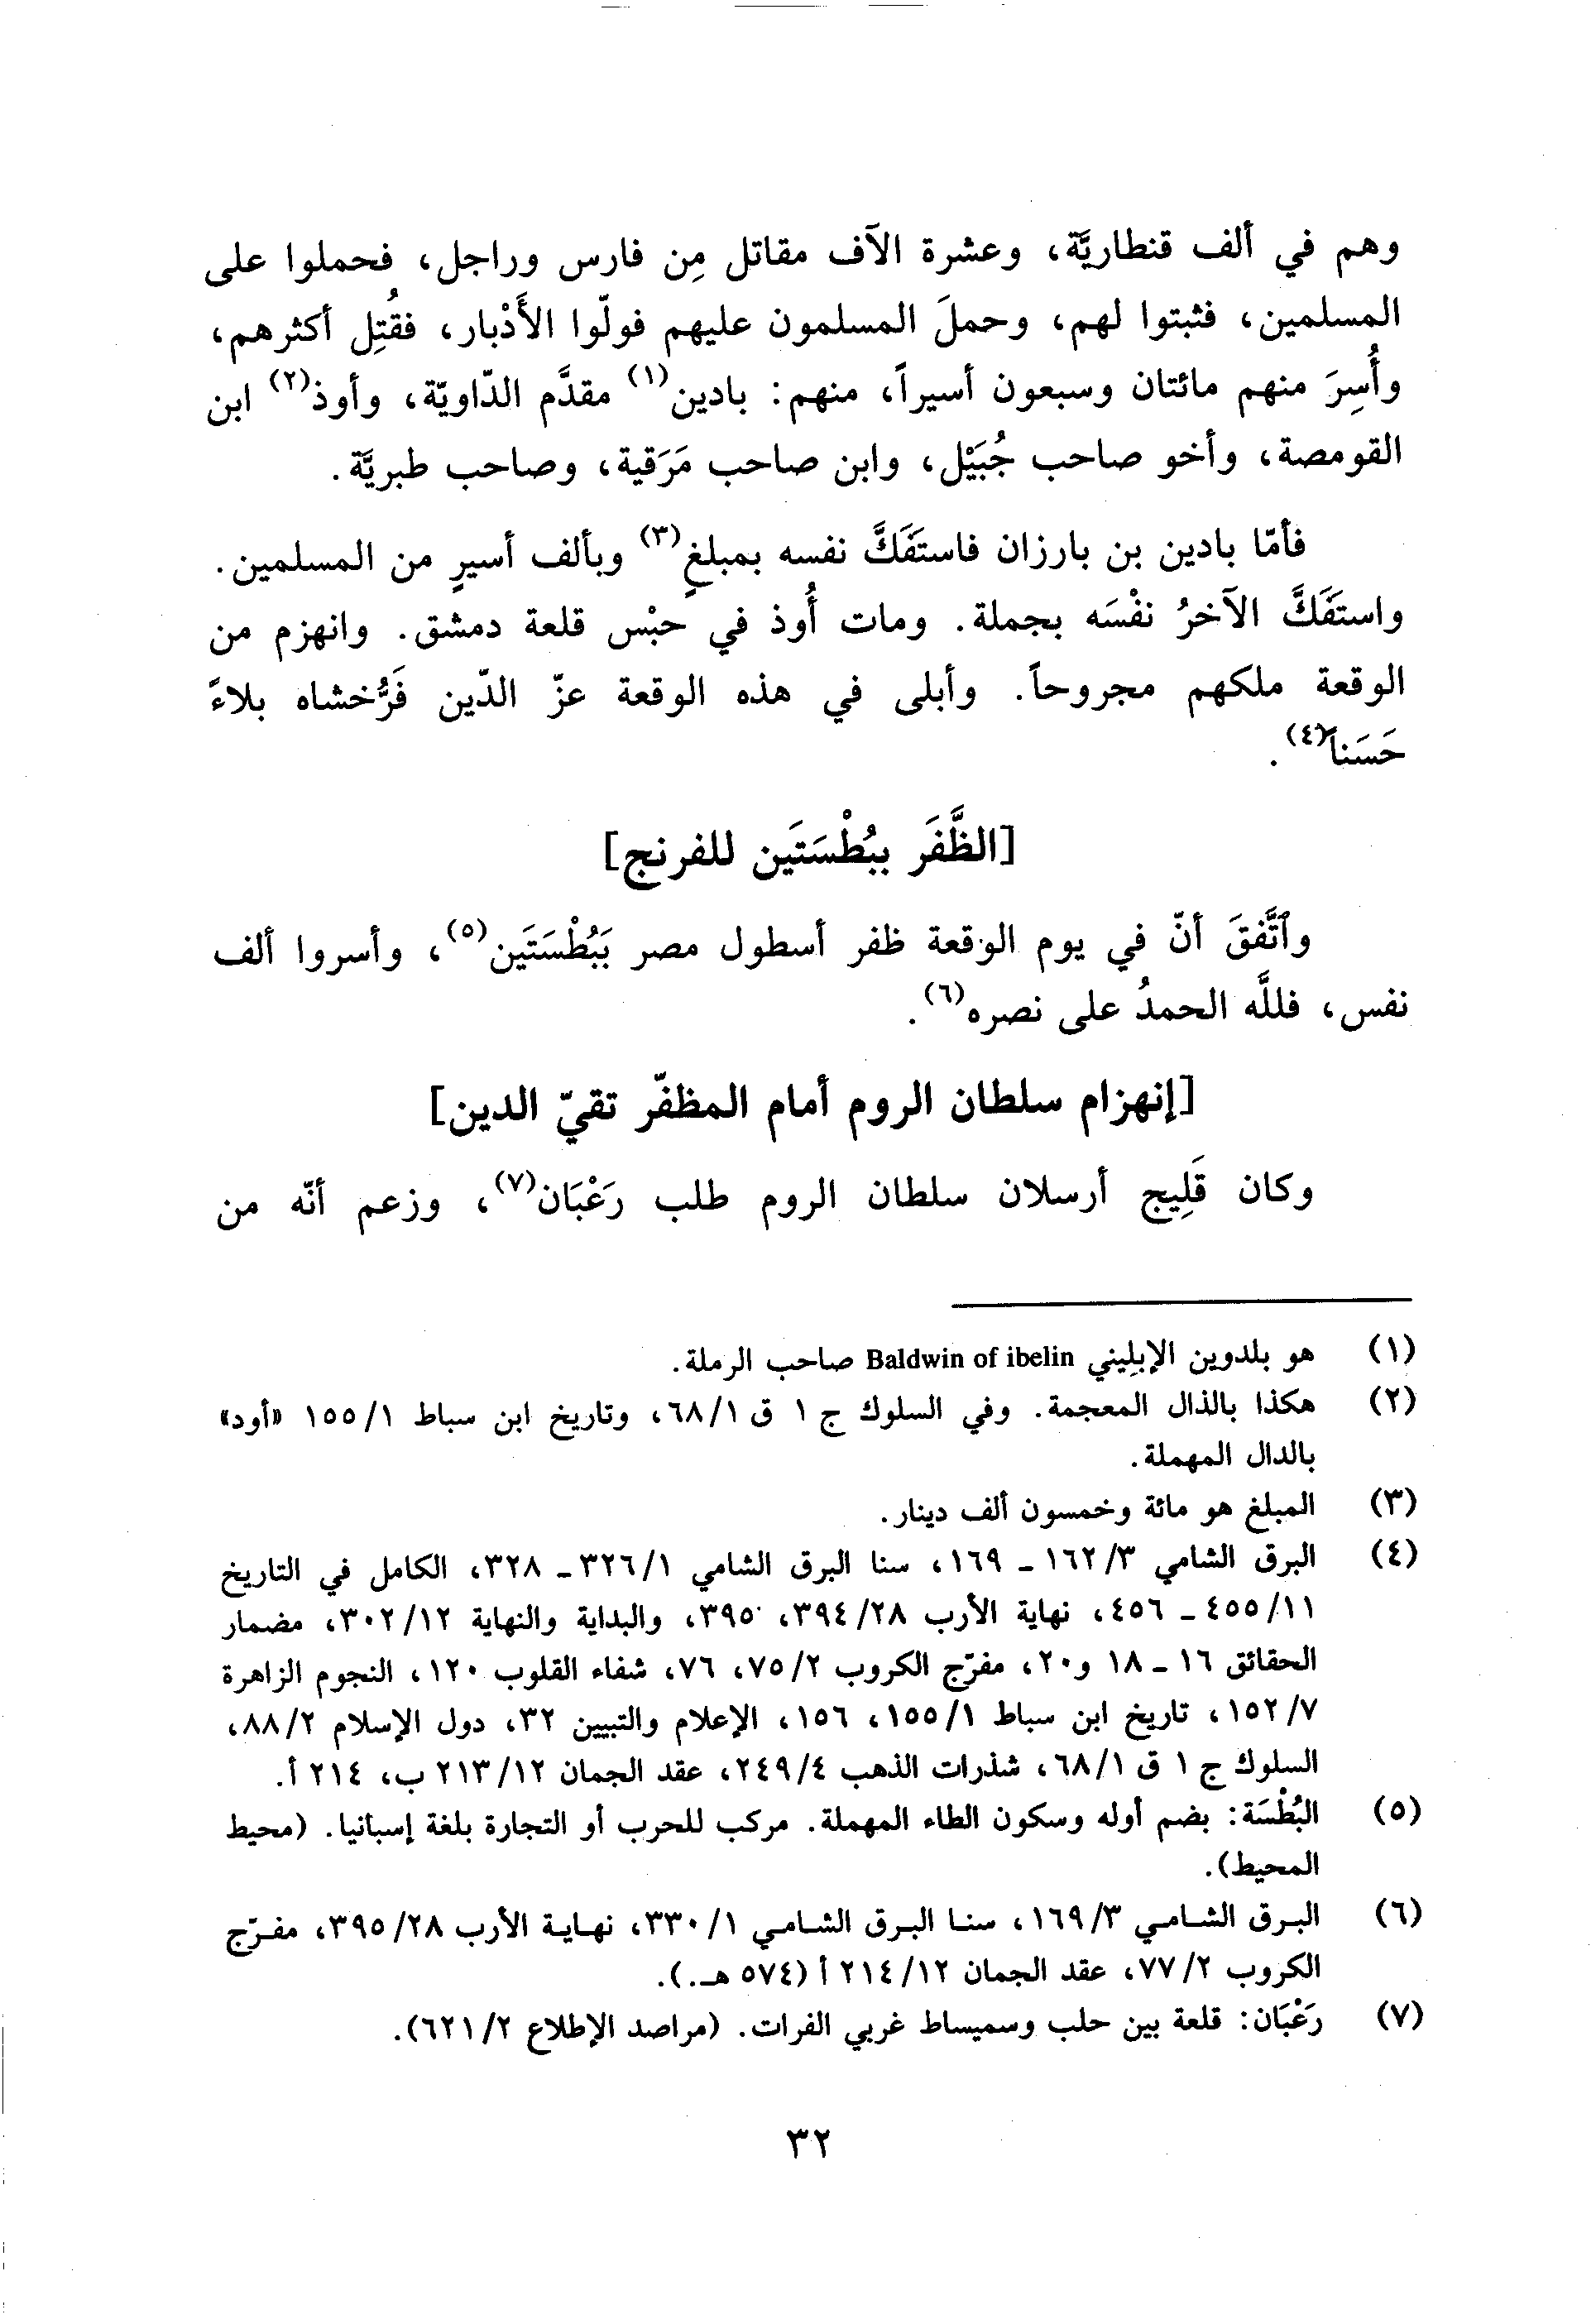 وهم في ألف قنطاريَّة، وعشرة الآف مقاتل مِن فارس وراجل، فحملوا على
المسلمين، فثبتوا لهم، وحملَ المسلمون عليهم فولّوا الأَدْبار، فقُتِل أكثرهم،
وأُسِرَ منهم مائتان وسبعون أسيراً، منهم: بادين(١) مقدَّم الدّاويّة، وأوذ(٢) ابن
القومصة، وأخو صاحب جُبَيْل، وابن صاحب مَرَقية، وصاحب طبريَّة.
فأمّا بادين بن بارزان فاستَفَكَّ نفسه بمبلغٍ(٣) وبألف أسيرٍ من المسلمين.
واستَفَكَّ الآخرُ نفْسَه بجملة. ومات أُوذ في حبْس قلعة دمشق. وانهزم من
الوقعة ملكهم مجروحاً. وأبلى في هذه الوقعة عزّ الدّين فَرُّخشاه بلاءً
حَسَناً(٤).
[الظَّفَر ببُطْسَتَين للفرنج]
وٱتَّفقَ أنّ في يوم الوقعة ظفر أسطول مصر بَبُطْسَتَين(٥)، وأسروا ألف
نفس، فللَّه الحمدُ على نصره(٦).
[إنهزام سلطان الروم أمام المظفّر تقيّ الدين]
وكان قَلِيج أرسلان سلطان الروم طلب رَعْبَان(٧)، وزعم أنّه من
(١) هو بلدوين الإبلِيني Baldwin of ibelin صاحب الرملة.
(٢) هكذا بالذال المعجمة. وفي السلوك ج ١ ق ٦٨/١، وتاريخ ابن سباط ١٥٥/١ «أود»
بالدال المهملة.
(٣) المبلغ هو مائة وخمسون ألف دينار.
(٤) البرق الشامي ١٦٢/٣ ـ ١٦٩، سنا البرق الشامي ٣٢٦/١ ـ ٣٢٨، الكامل في التاريخ
٤٥٥/١١ ـ ٤٥٦، نهاية الأرب ٣٩٤/٢٨، ٣٩٥، والبداية والنهاية ٣٠٢/١٢، مضمار
الحقائق ١٦ ـ ١٨ و٢٠، مفرّج الكروب ٧٥/٢، ٧٦، شفاء القلوب ١٢٠، النجوم الزاهرة
١٥٢/٧، تاريخ ابن سباط ١٥٥/١، ١٥٦، الإعلام والتبيين ٣٢، دول الإسلام ٨٨/٢،
السلوك ج ١ ق ٦٨/١، شذرات الذهب ٢٤٩/٤، عقد الجمان ٢١٣/١٢ ب، ٢١٤ أ.
(٥) البُطْسَة: بضم أوله وسكون الطاء المهملة. مركب للحرب أو التجارة بلغة إسبانيا. (محيط
المحيط).
(٦) البرق الشامي ١٦٩/٣، سنا البرق الشامي ٣٣٠/١، نهاية الأرب ٣٩٥/٢٨، مفرّج
الكروب ٧٧/٢، عقد الجمان ٢١٤/١٢ أ (٥٧٤ هـ.).
(٧) رَعْبَان: قلعة بين حلب وسميساط غربي الفرات. (مراصد الإطلاع ٦٢١/٢).
٣٢